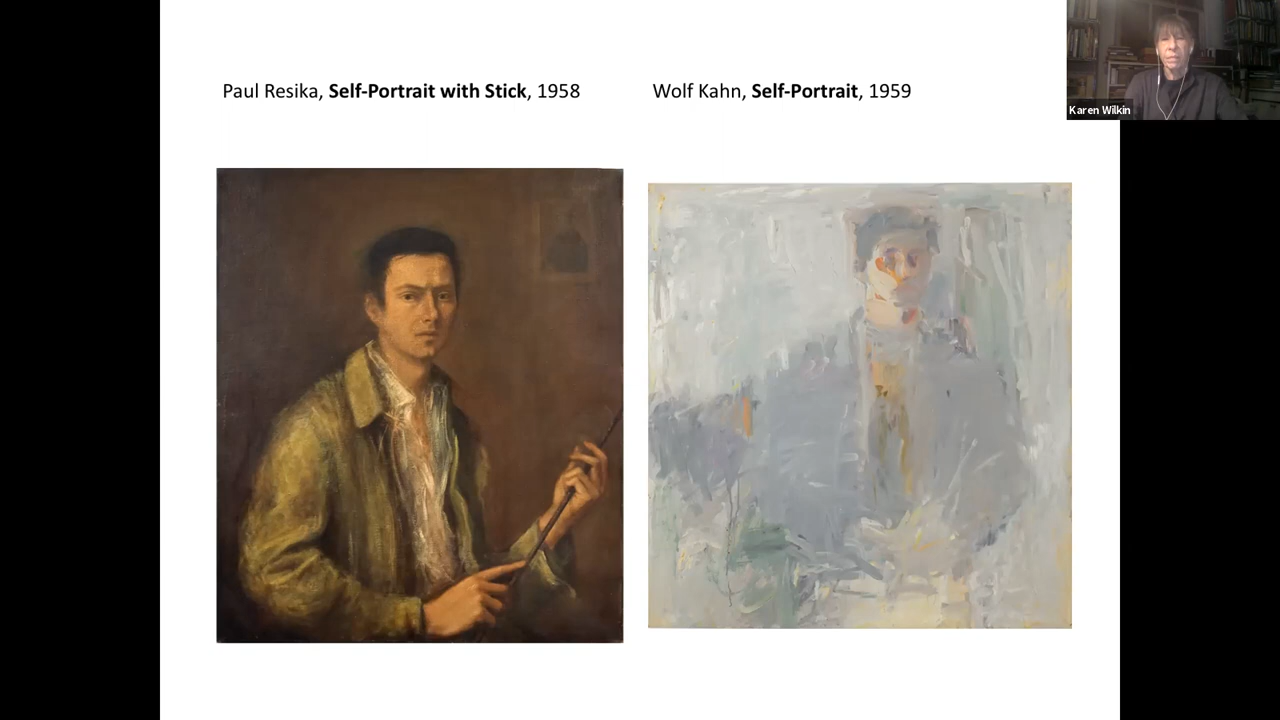 Paul Resika, Self-Portrait with Stick, 1958
Wolf Kahn, Self-Portrait, 1959
Karen Wilkin